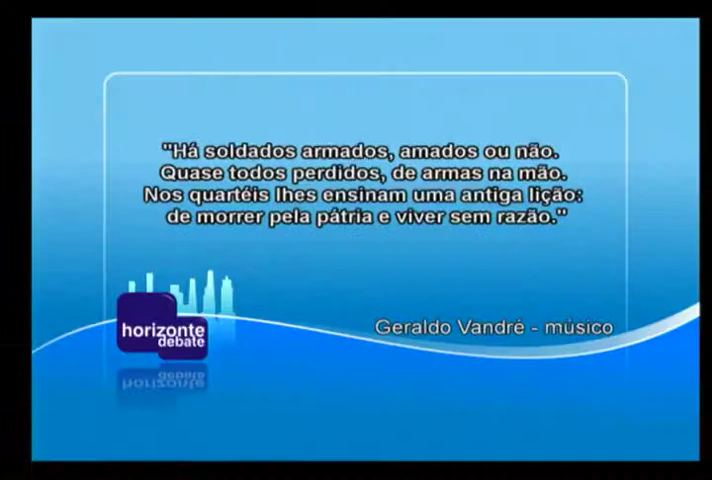 "Há soldados armados, amados ou não.
Quase todos perdidos, de armas na mão.
Nos quartéis lhes ensinam uma antiga lição:
de morrer pela pátria e viver sem razão."
Geraldo Vandré - músico
horizonte
debate